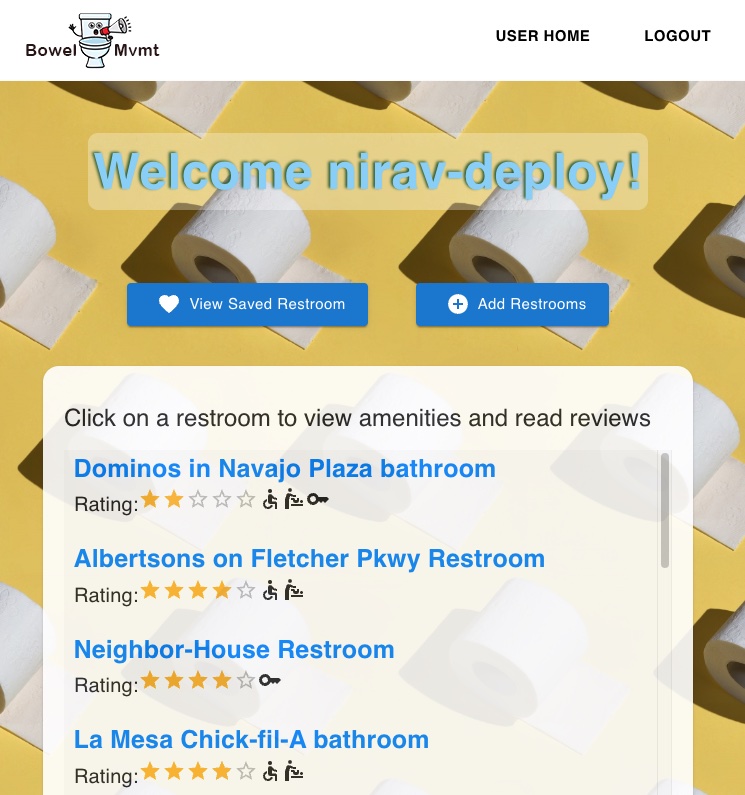 Bowel Mvmt
USER HOME LOGOUT
Welcome nirav-deploy!
View Saved Restroom Add Restrooms
Click on a restroom to view amenities and read reviews
Dominos in Navajo Plaza bathroom
Rating:
Albertsons on Fletcher Pkwy Restroom
Rating:
Neighbor-House Restroom
Rating:
La Mesa Chick-fil-A bathroom
Rating: